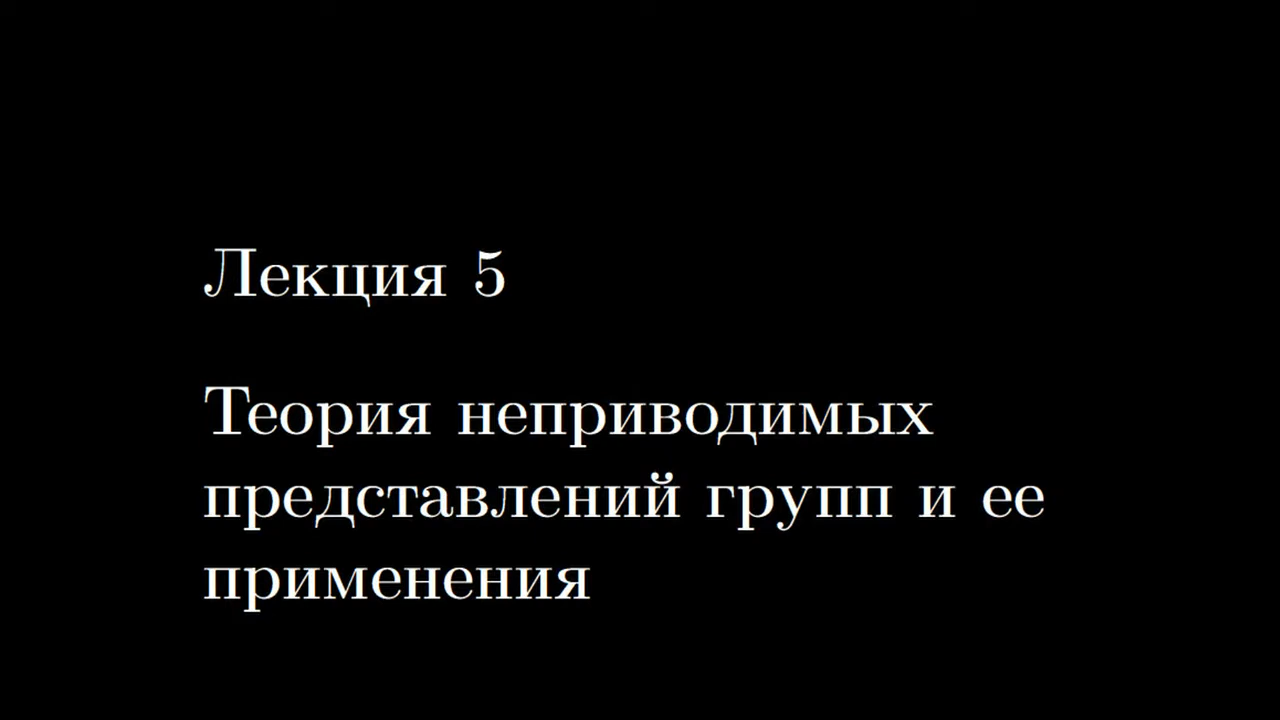 Лекция 5
Теория неприводимых
представлений групп и ее
применения